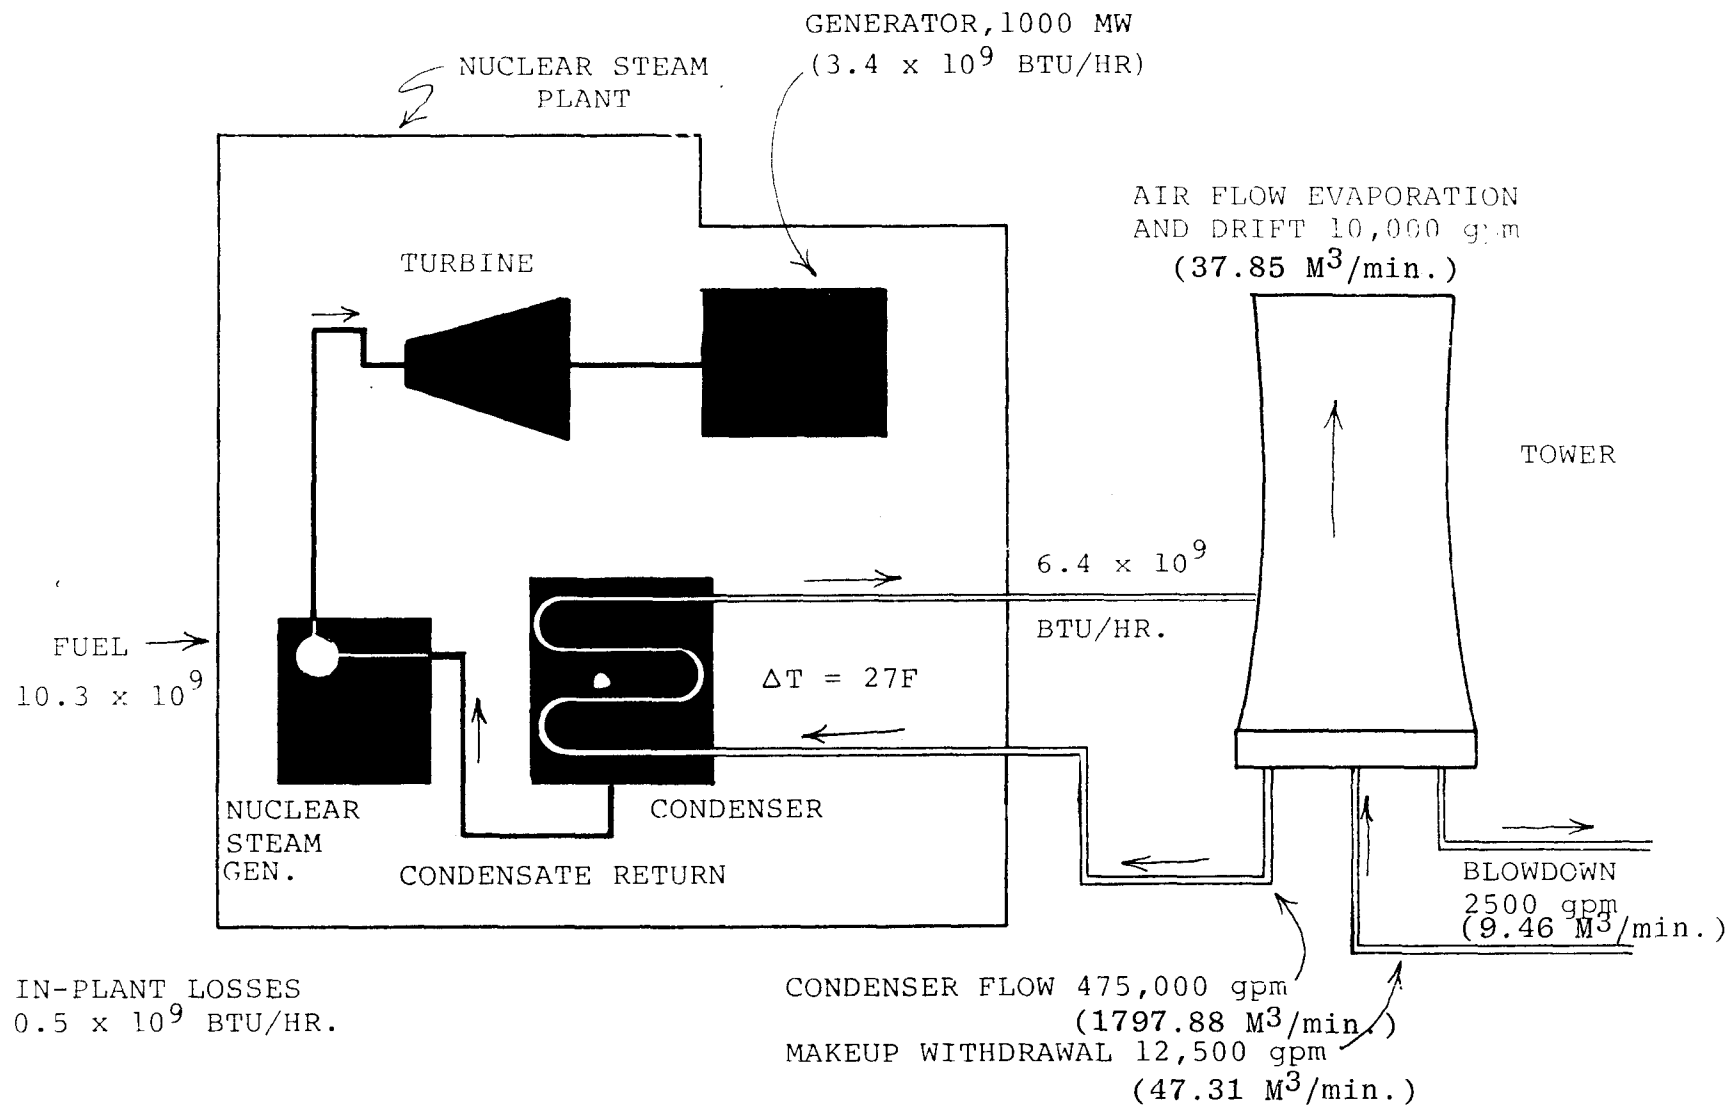 GENERATOR, 1000 MW
(3.4 x 10⁹ BTU/HR)
NUCLEAR STEAM
PLANT
AIR FLOW EVAPORATION
AND DRIFT 10,000 gpm
(37.85 M³/min.)
TURBINE
TOWER
6.4 x 10⁹
BTU/HR.
FUEL
10.3 x 10⁹
ΔT = 27F
NUCLEAR
STEAM
GEN.
CONDENSER
CONDENSATE RETURN
BLOWDOWN
2500 gpm
(9.46 M³/min.)
IN-PLANT LOSSES
0.5 x 10⁹ BTU/HR.
CONDENSER FLOW 475,000 gpm
(1797.88 M³/min.)
MAKEUP WITHDRAWAL 12,500 gpm
(47.31 M³/min.)